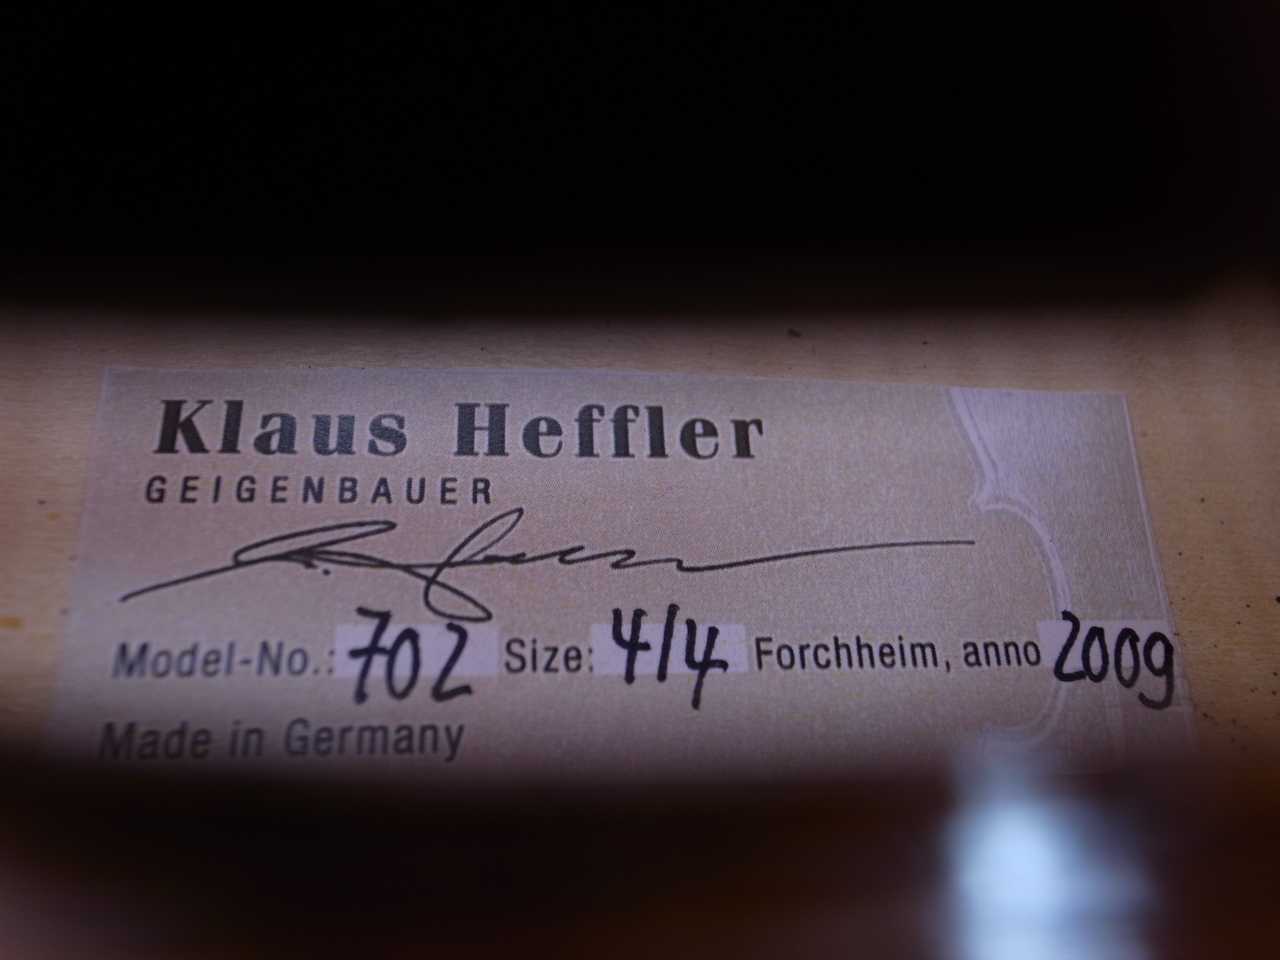 Klaus Heffler
GEIGENBAUER
Model-No.: 702 Size: 4/4 Forchheim, anno 2009
Made in Germany